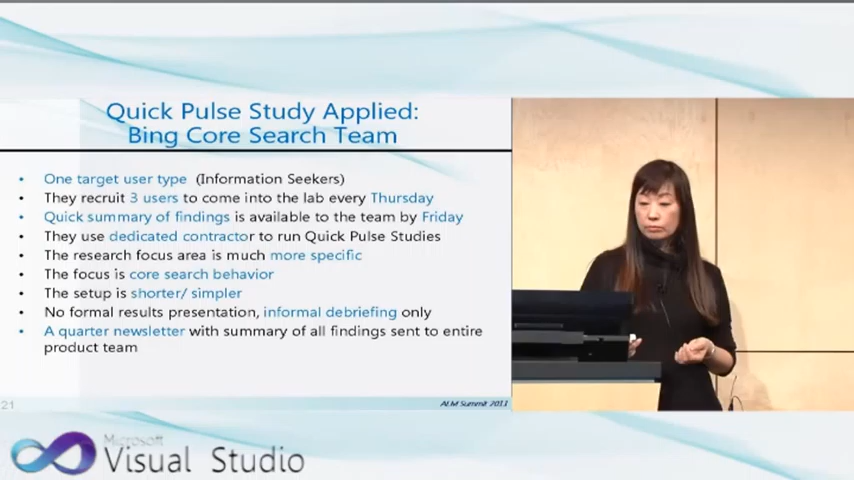 Quick Pulse Study Applied:
Bing Core Search Team
• One target user type (Information Seekers)
• They recruit 3 users to come into the lab every Thursday
• Quick summary of findings is available to the team by Friday
• They use dedicated contractor to run Quick Pulse Studies
• The research focus area is much more specific
• The focus is core search behavior
• The setup is shorter/ simpler
• No formal results presentation, informal debriefing only
• A quarter newsletter with summary of all findings sent to entire
product team
21
ALM Summit 2011
Microsoft
Visual Studio